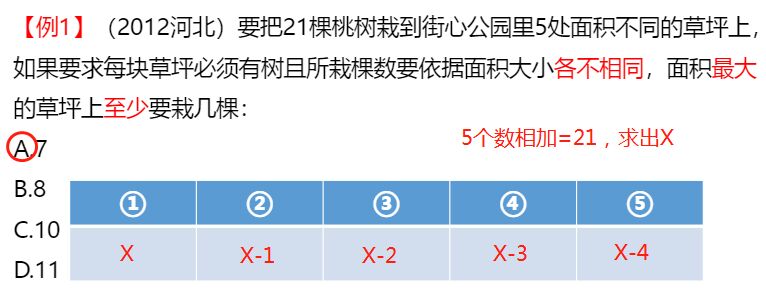 【例1】（2012河北）要把21棵桃树栽到街心公园里5处面积不同的草坪上，
如果要求每块草坪必须有树且所栽棵数要依据面积大小各不相同，面积最大
的草坪上至少要栽几棵：
A.7
5个数相加=21，求出X
B.8
C.10
D.11
① ② ③ ④ ⑤
X X-1 X-2 X-3 X-4